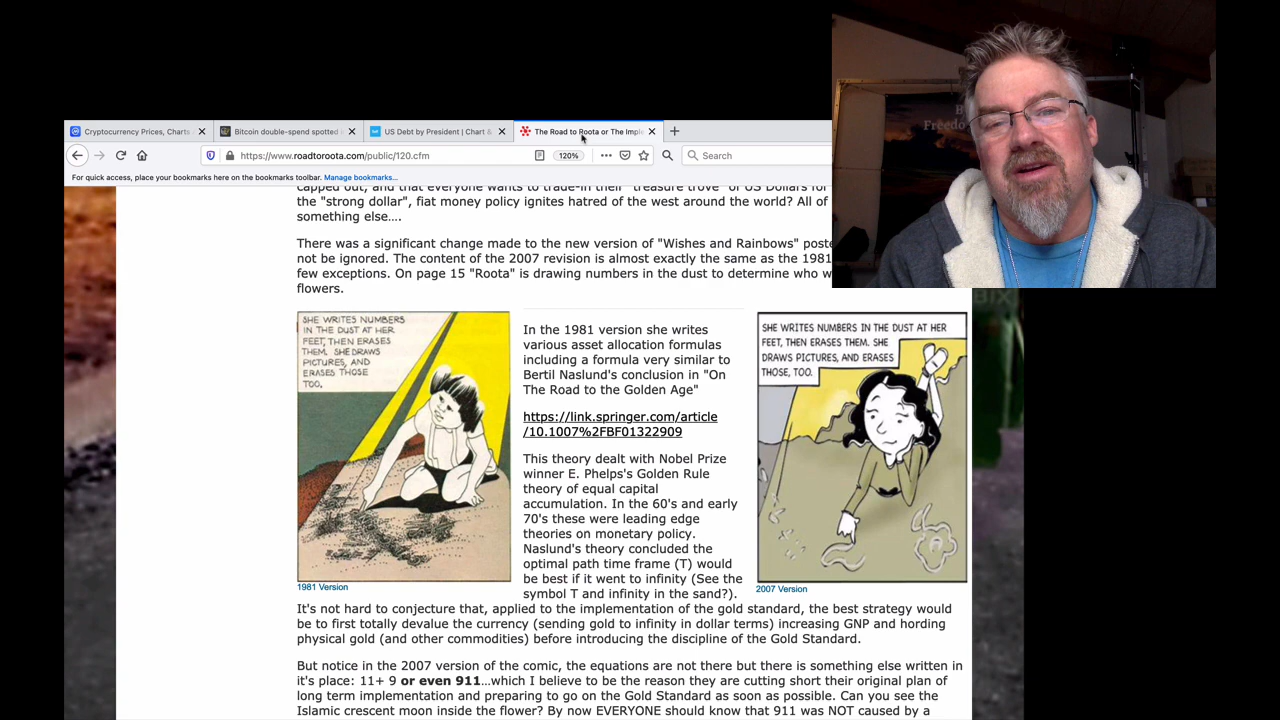 Cryptocurrency Prices, Charts
Bitcoin double-spend spotted i
US Debt by President | Chart &
The Road to Roota or The Imple
https://www.roadtoroota.com/public/120.cfm
120%
Search
For quick access, place your bookmarks here on the bookmarks toolbar. Manage bookmarks...
capped out, and that everyone wants to trade-in their "treasure trove" of US Dollars for
the "strong dollar", fiat money policy ignites hatred of the west around the world? All of
something else….
There was a significant change made to the new version of "Wishes and Rainbows" poste
not be ignored. The content of the 2007 revision is almost exactly the same as the 1981
few exceptions. On page 15 "Roota" is drawing numbers in the dust to determine who w
flowers.
SHE WRITES NUMBERS
IN THE DUST AT HER
FEET, THEN ERASES
THEM. SHE DRAWS
PICTURES, AND
ERASES THOSE
TOO.
1981 Version
In the 1981 version she writes
various asset allocation formulas
including a formula very similar to
Bertil Naslund's conclusion in "On
The Road to the Golden Age"
https://link.springer.com/article
/10.1007%2FBF01322909
This theory dealt with Nobel Prize
winner E. Phelps's Golden Rule
theory of equal capital
accumulation. In the 60's and early
70's these were leading edge
theories on monetary policy.
Naslund's theory concluded the
optimal path time frame (T) would
be best if it went to infinity (See the
symbol T and infinity in the sand?).
SHE WRITES NUMBERS IN THE DUST AT HER
FEET, THEN ERASES THEM. SHE
DRAWS PICTURES, AND ERASES
THOSE, TOO.
2007 Version
It's not hard to conjecture that, applied to the implementation of the gold standard, the best strategy would
be to first totally devalue the currency (sending gold to infinity in dollar terms) increasing GNP and hording
physical gold (and other commodities) before introducing the discipline of the Gold Standard.
But notice in the 2007 version of the comic, the equations are not there but there is something else written in
it's place: 11+ 9 or even 911…which I believe to be the reason they are cutting short their original plan of
long term implementation and preparing to go on the Gold Standard as soon as possible. Can you see the
Islamic crescent moon inside the flower? By now EVERYONE should know that 911 was NOT caused by a